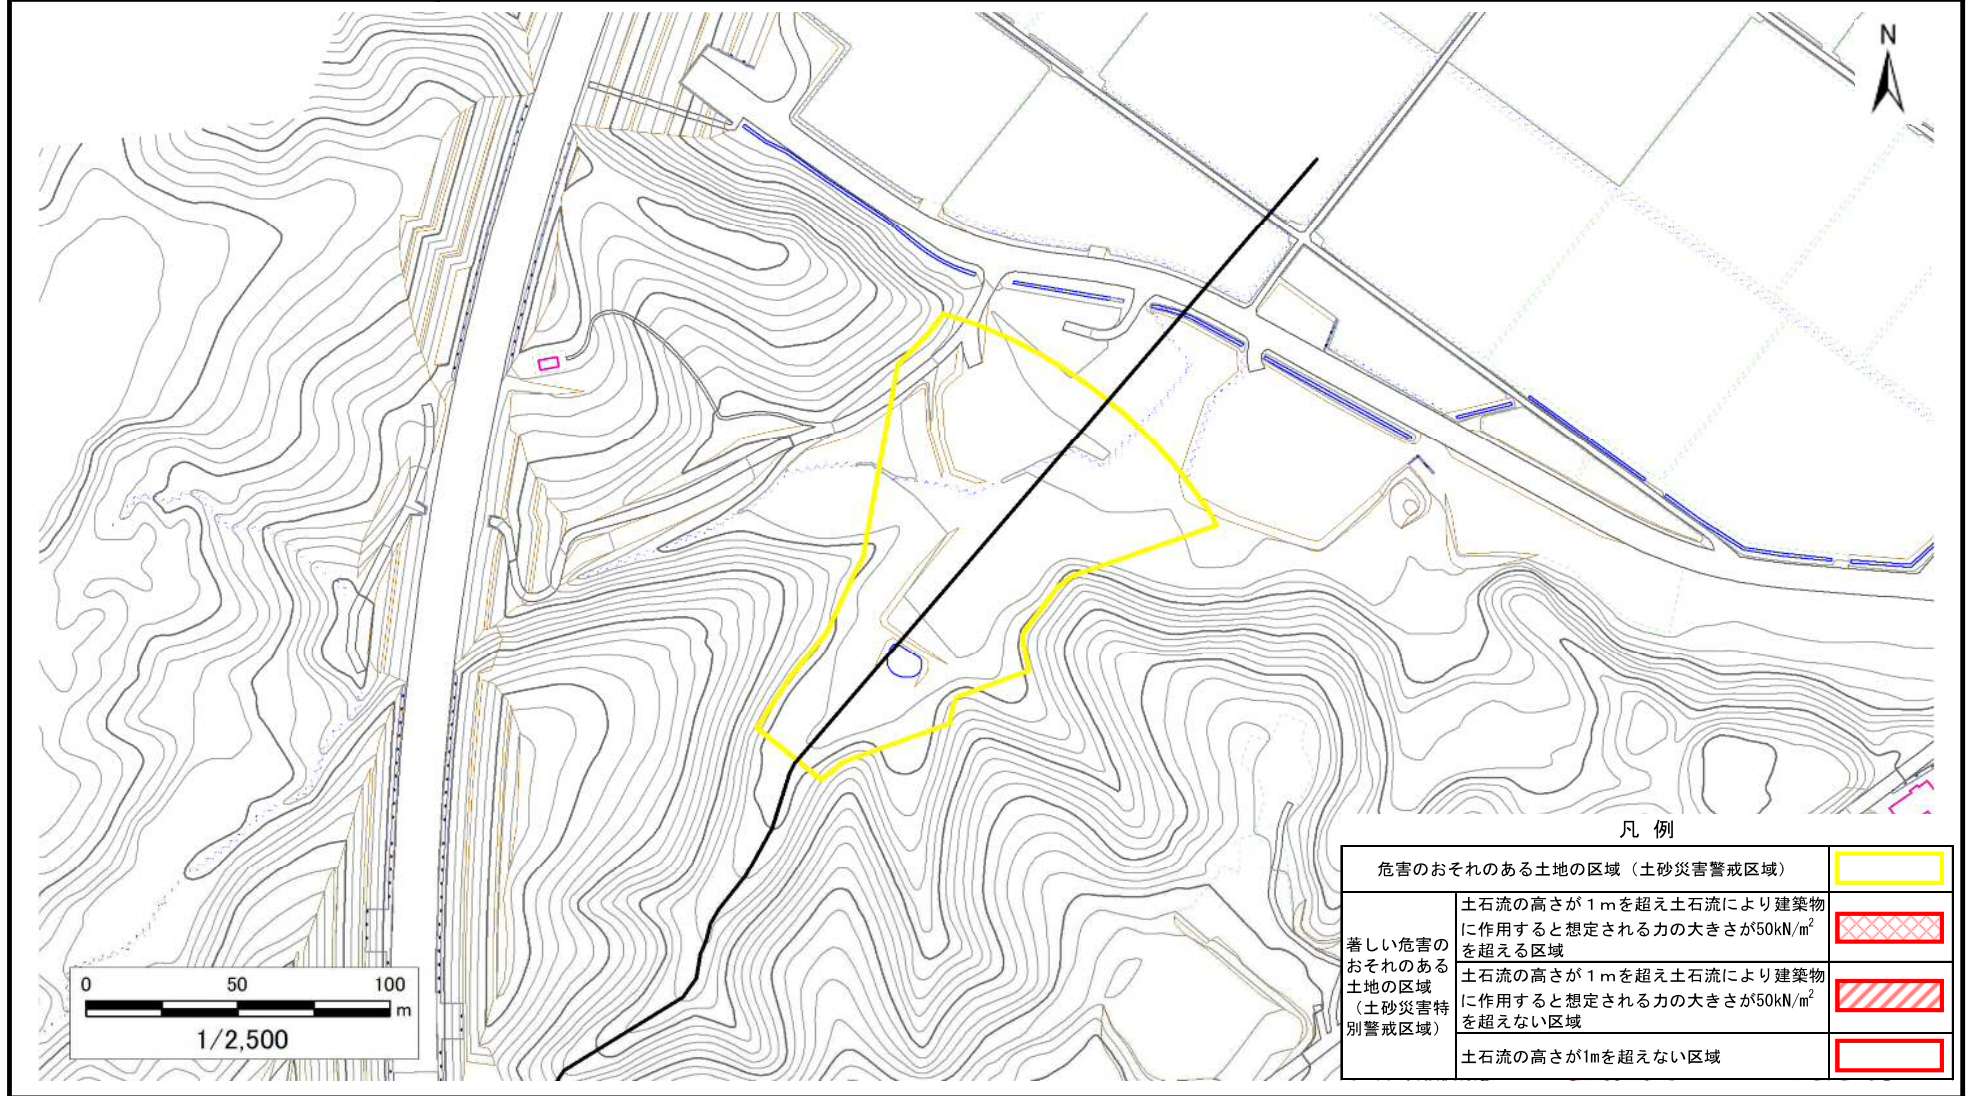 N
凡 例
危害のおそれのある土地の区域（土砂災害警戒区域）
著しい危害の
おそれのある
土地の区域
（土砂災害特
別警戒区域）
土石流の高さが１ｍを超え土石流により建築物
に作用すると想定される力の大きさが50kN/m²
を超える区域
土石流の高さが１ｍを超え土石流により建築物
に作用すると想定される力の大きさが50kN/m²
を超えない区域
土石流の高さが1mを超えない区域
0 50 100
m
1/2,500